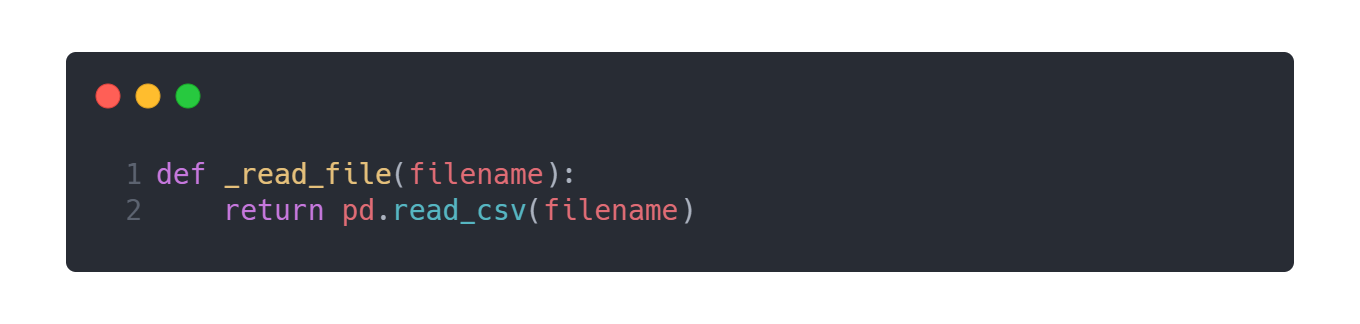 1 def _read_file(filename):
2     return pd.read_csv(filename)